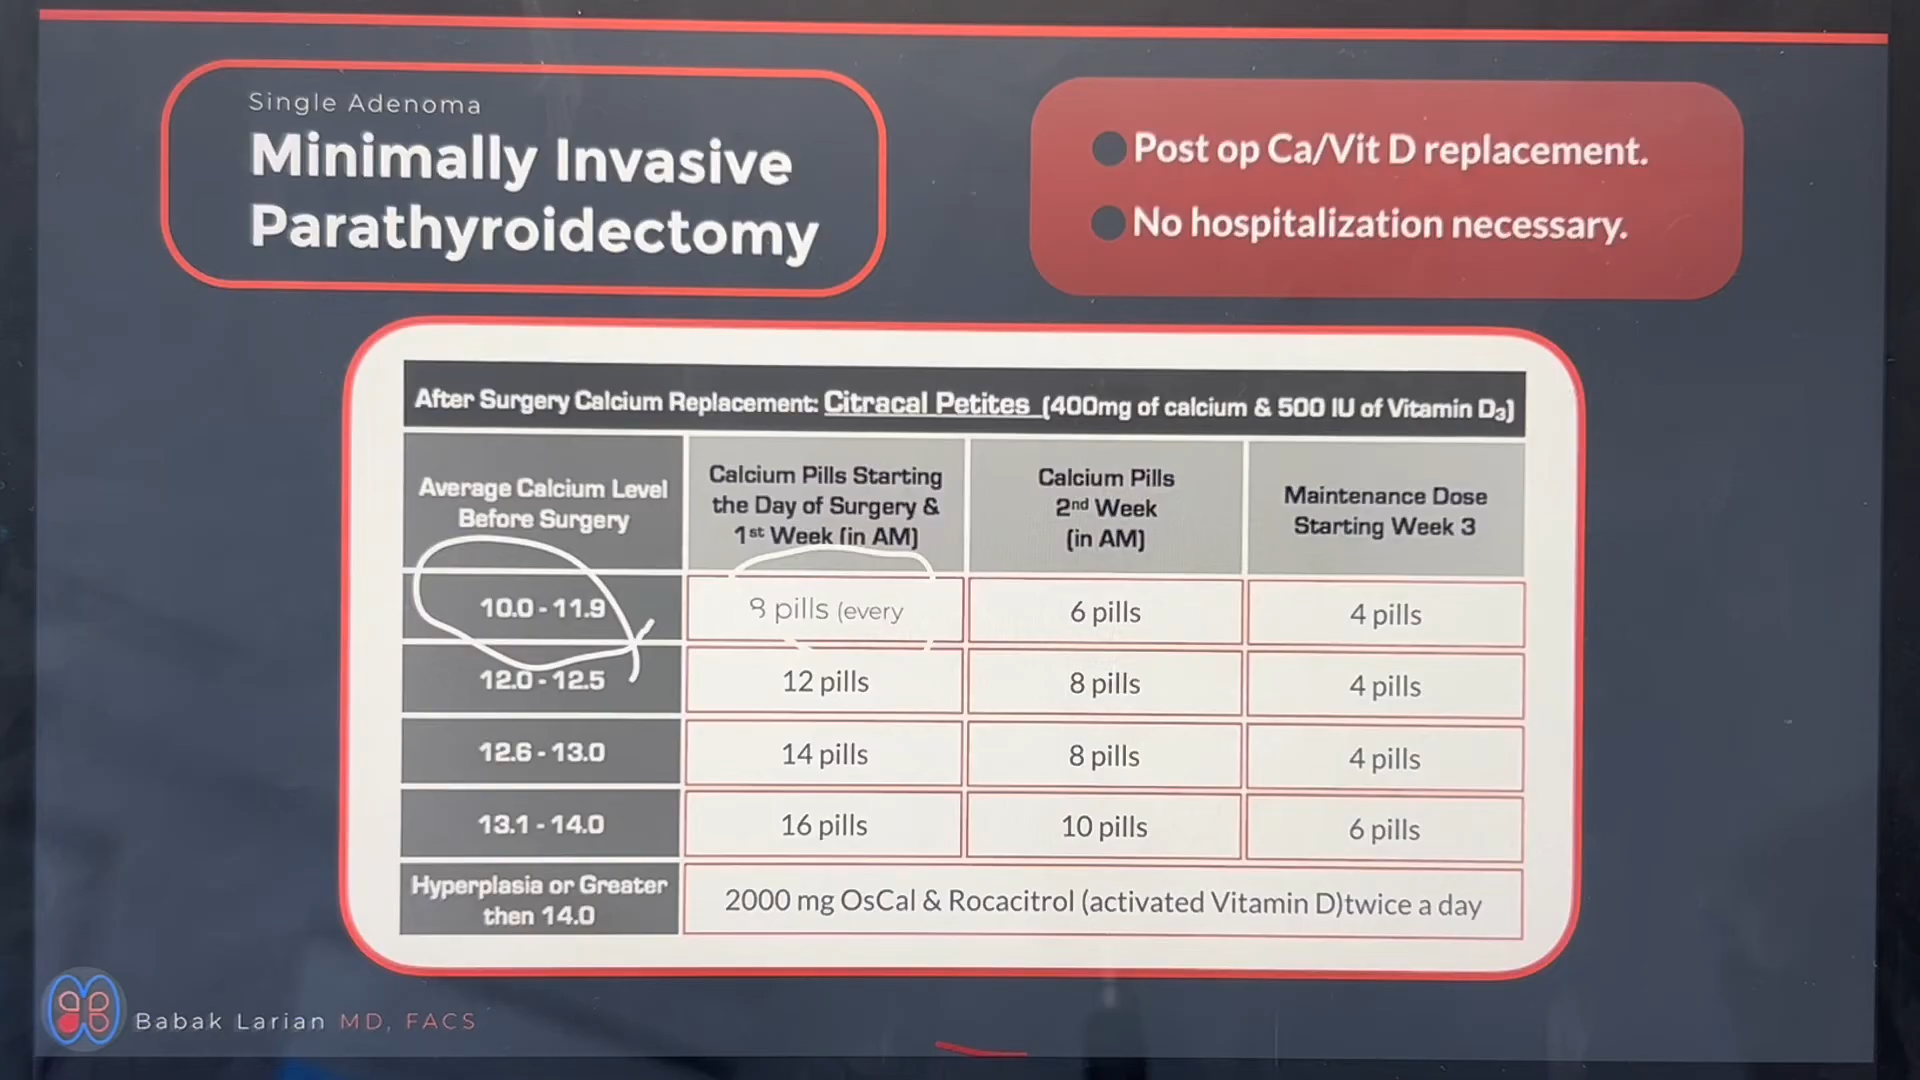 Single Adenoma
Minimally Invasive
Parathyroidectomy
Post op Ca/Vit D replacement.
No hospitalization necessary.
After Surgery Calcium Replacement: Citracal Petites (400mg of calcium & 500 IU of Vitamin D3)
Average Calcium Level
Before Surgery
Calcium Pills Starting
the Day of Surgery &
1st Week (in AM)
Calcium Pills
2nd Week
(in AM)
Maintenance Dose
Starting Week 3
10.0 - 11.9
8 pills (every
6 pills
4 pills
12.0 - 12.5
12 pills
8 pills
4 pills
12.6 - 13.0
14 pills
8 pills
4 pills
13.1 - 14.0
16 pills
10 pills
6 pills
Hyperplasia or Greater
then 14.0
2000 mg OsCal & Rocacitrol (activated Vitamin D)twice a day
Babak Larian MD, FACS